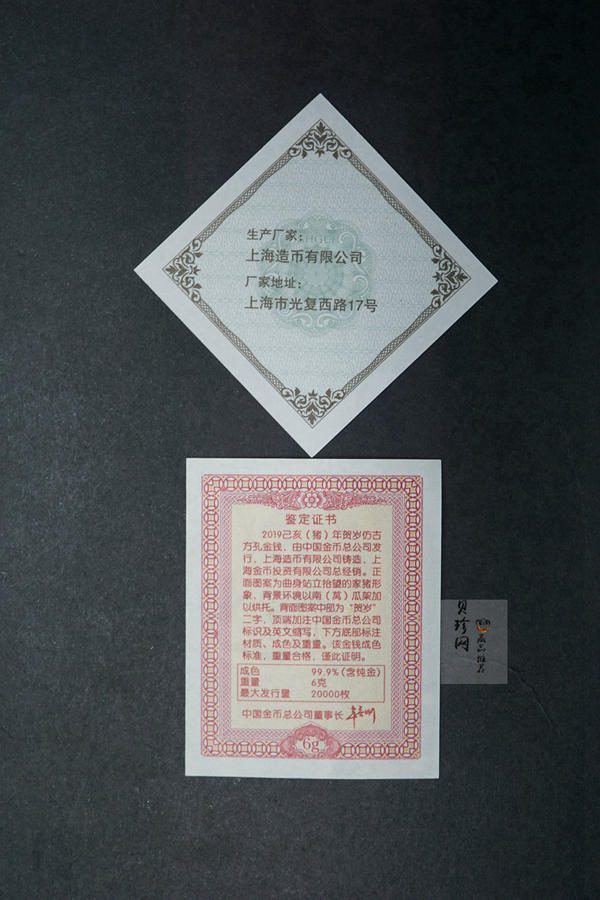 生产厂家：
上海造币有限公司
厂家地址：
上海市光复西路17号
鉴定证书
2019己亥（猪）年贺岁仿古
方孔金钱，由中国金币总公司发
行，上海造币有限公司铸造，上
海金币投资有限公司总经销。正
面图案为曲身站立抬望的家猪形
象，背景环境以南（萬）瓜架加
以烘托。背面图案中部为“贺岁”
二字，顶端加注中国金币总公司
标识及英文缩写，下方底部标注
材质、成色及重量。该金钱成色
标准，重量合格，谨此证明。
成色 99.9%(含纯金)
重量 6克
最大发行量 20000枚
中国金币总公司董事长
6g
贝珍网
藏品推荐